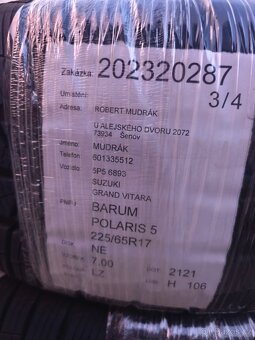 Zakázka: 202320287
3/4
Umístění:
Adresa: ROBERT MUDRÁK
U ALEJSKÉHO DVORU 2072
73934 Šenov
Jméno: MUDRÁK
Telefon 601335512
Vozidlo 5P5 6893
SUZUKI
GRAND VITARA
BARUM
POLARIS 5
225/65R17
NE
7.00 DOT 2121
LZ H 106